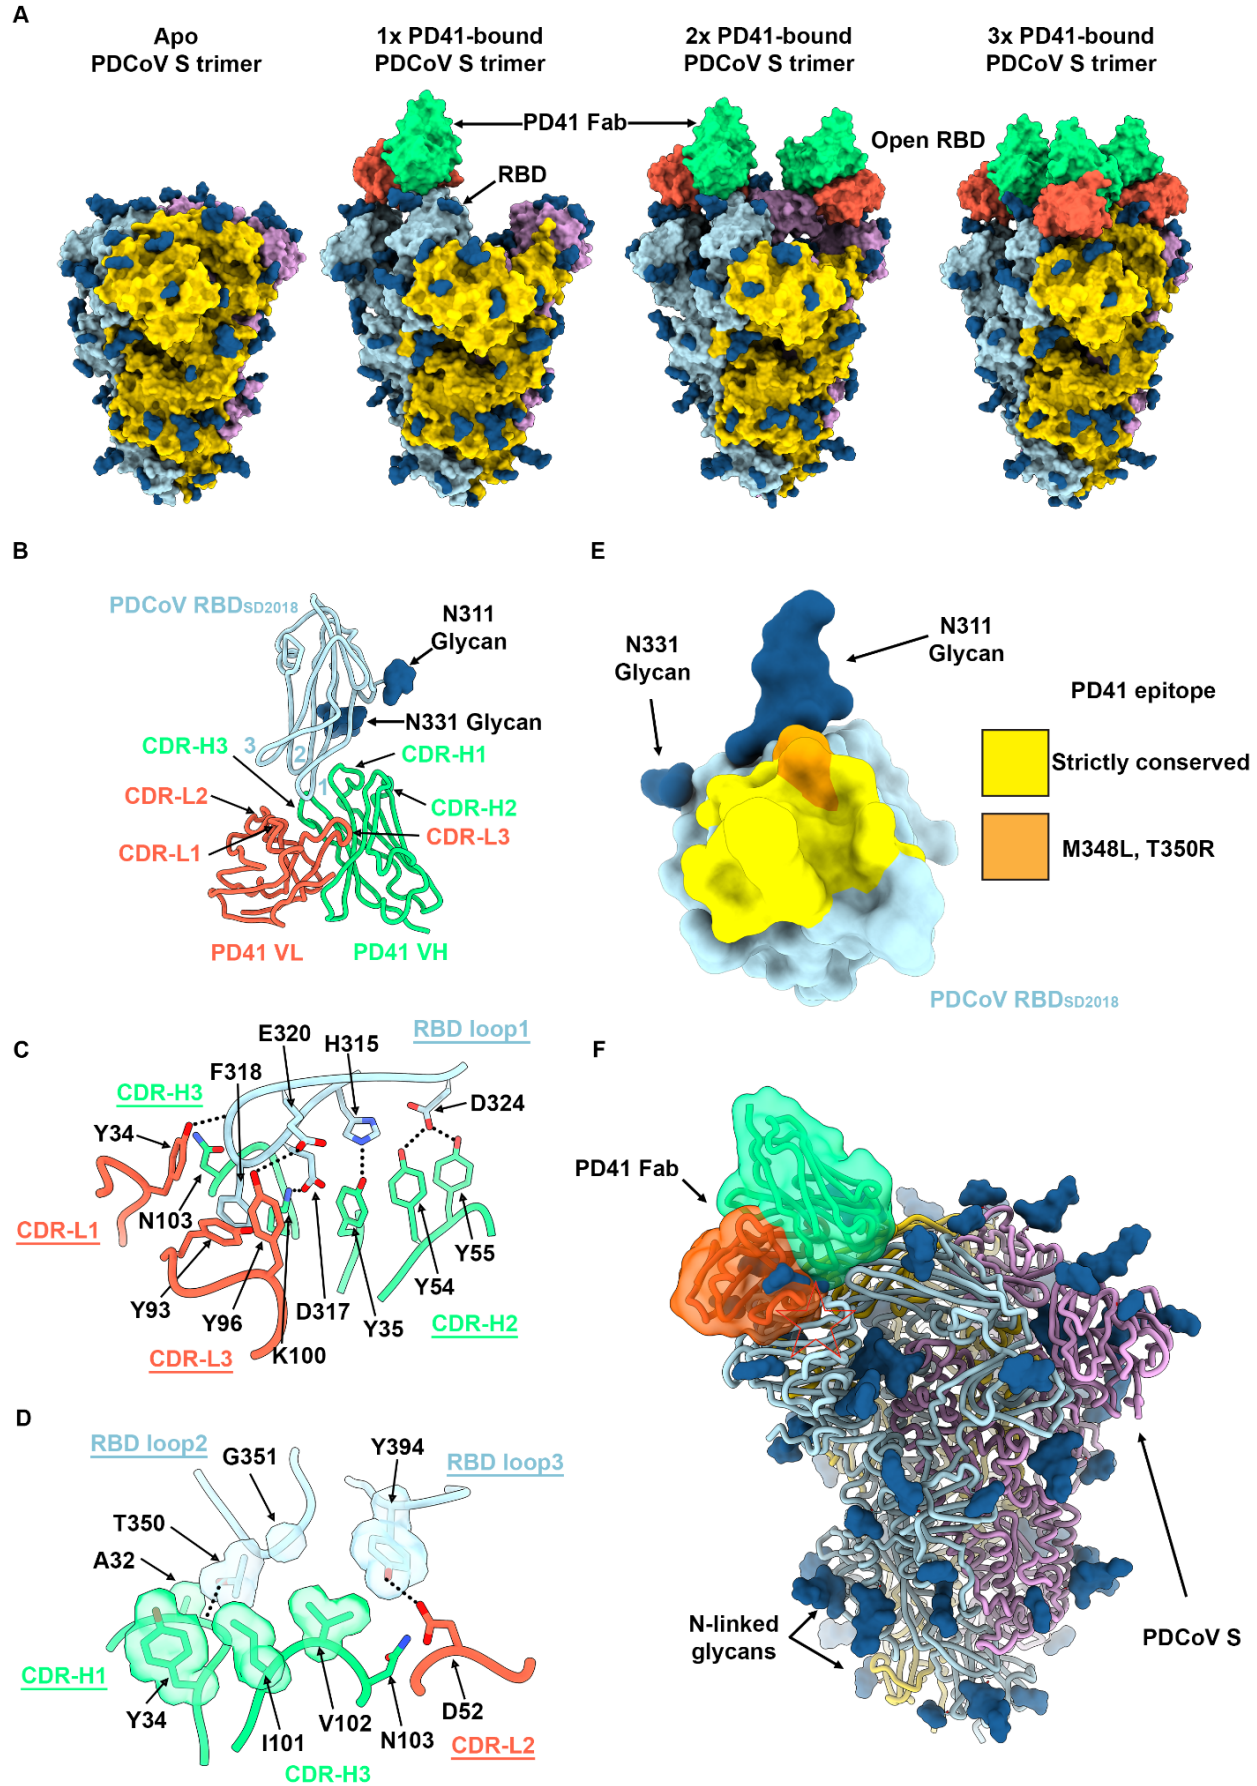 A
Apo
PDCoV S trimer
1x PD41-bound
PDCoV S trimer
2x PD41-bound
PDCoV S trimer
3x PD41-bound
PDCoV S trimer
PD41 Fab
Open RBD
RBD
B
PDCoV RBDSD2018
N311
Glycan
N331 Glycan
CDR-H3
3
2
1
CDR-H1
CDR-L2
CDR-H2
CDR-L1
CDR-L3
PD41 VL
PD41 VH
E
N331
Glycan
N311
Glycan
PD41 epitope
Strictly conserved
M348L, T350R
PDCoV RBDSD2018
C
E320
H315
RBD loop1
F318
CDR-H3
D324
Y34
N103
CDR-L1
Y93
Y96
D317
Y35
Y54
Y55
CDR-H2
CDR-L3
K100
D
RBD loop2
G351
Y394
RBD loop3
T350
A32
CDR-H1
Y34
I101
V102
N103
D52
CDR-L2
CDR-H3
F
PD41 Fab
N-linked
glycans
PDCoV S